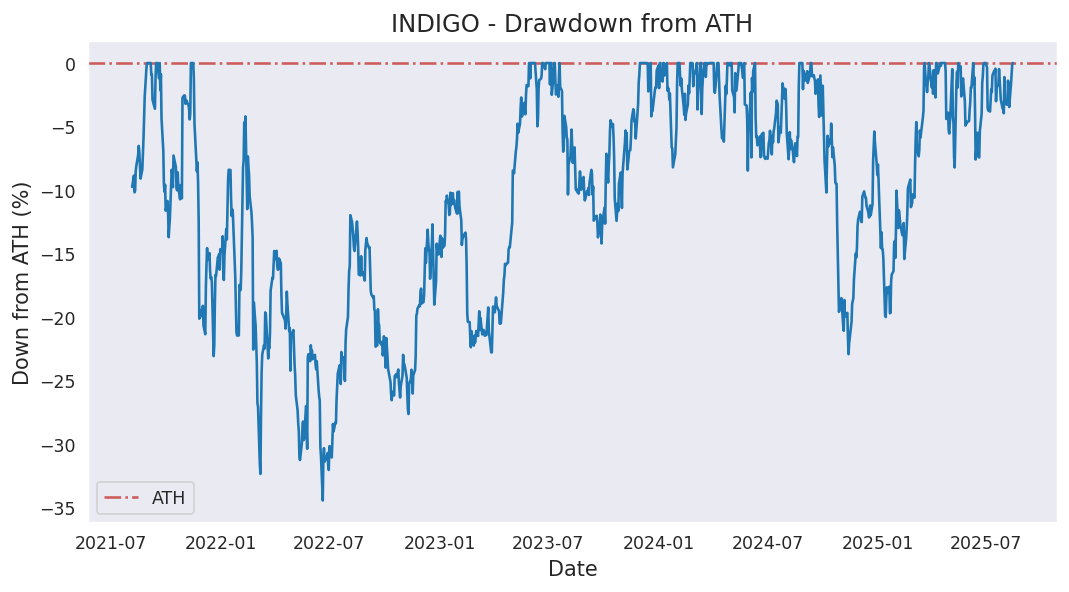 INDIGO - Drawdown from ATH
Down from ATH (%)
0
−5
−10
−15
−20
−25
−30
−35
ATH
2021-07 2022-01 2022-07 2023-01 2023-07 2024-01 2024-07 2025-01 2025-07
Date